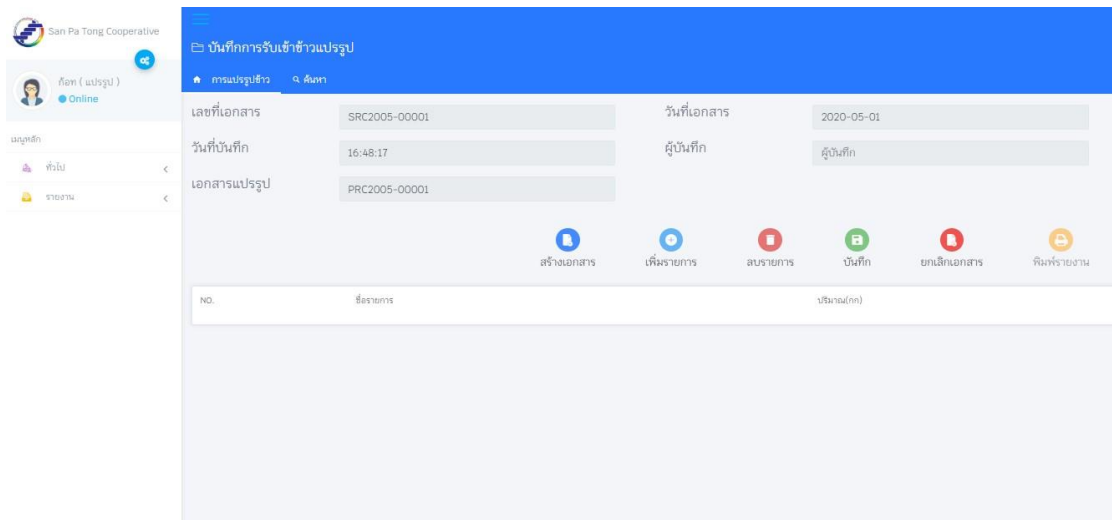 San Pa Tong Cooperative
ก๊อท ( แปรรูป )
Online
เมนูหลัก
ทั่วไป
รายงาน
บันทึกการรับเข้าข้าวแปรรูป
การแปรรูปข้าว ค้นหา
เลขที่เอกสาร SRC2005-00001 วันที่เอกสาร 2020-05-01
วันที่บันทึก 16:48:17 ผู้บันทึก ผู้บันทึก
เอกสารแปรรูป PRC2005-00001
สร้างเอกสาร เพิ่มรายการ ลบรายการ บันทึก ยกเลิกเอกสาร พิมพ์รายงาน
NO. ชื่อรายการ ปริมาณ(กก)